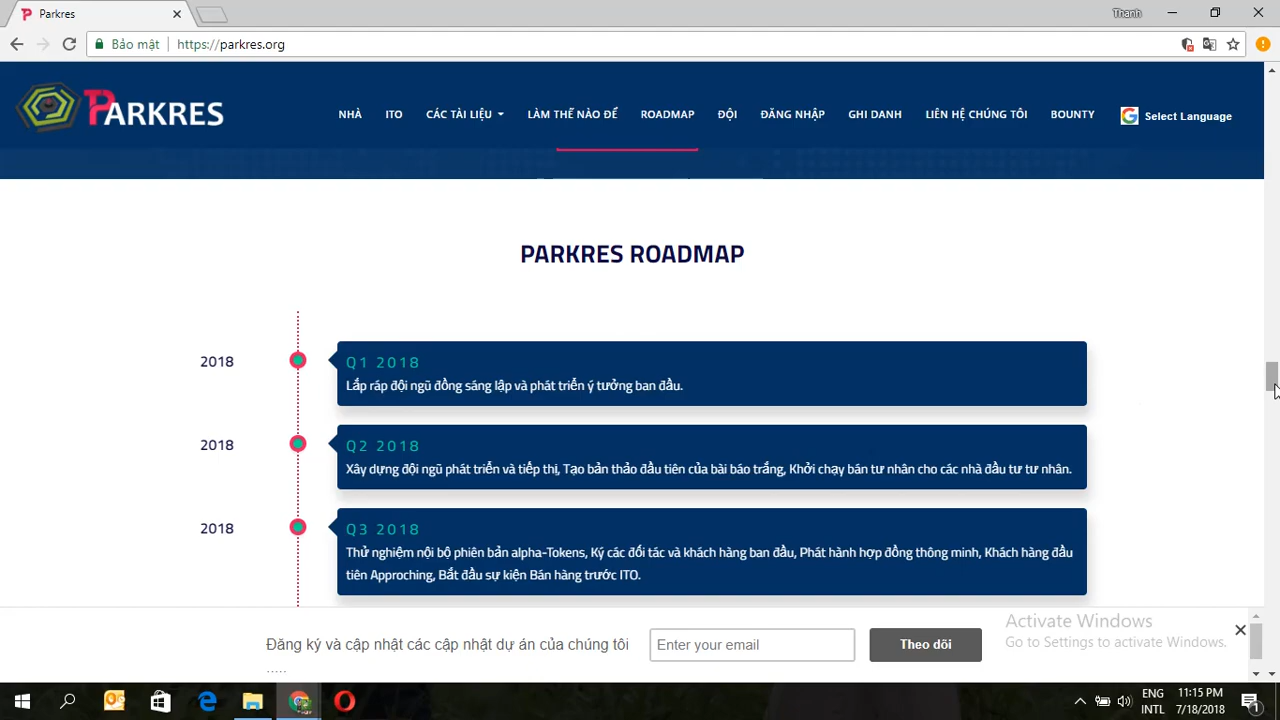 Parkres
Thanh
Bảo mật
https://parkres.org
PARKRES
NHÀ
ITO
CÁC TÀI LIỆU
LÀM THẾ NÀO ĐỂ
ROADMAP
ĐỘI
ĐĂNG NHẬP
GHI DANH
LIÊN HỆ CHÚNG TÔI
BOUNTY
Select Language
PARKRES ROADMAP
2018
Q1 2018
Lắp ráp đội ngũ đồng sáng lập và phát triển ý tưởng ban đầu.
2018
Q2 2018
Xây dựng đội ngũ phát triển và tiếp thị, Tạo bản thảo đầu tiên của bài báo trắng, Khởi chạy bán tư nhân cho các nhà đầu tư tư nhân.
2018
Q3 2018
Thử nghiệm nội bộ phiên bản alpha-Tokens, Ký các đối tác và khách hàng ban đầu, Phát hành hợp đồng thông minh, Khách hàng đầu
tiên Approching, Bắt đầu sự kiện Bán hàng trước ITO.
Đăng ký và cập nhật các cập nhật dự án của chúng tôi
.....
Enter your email
Theo dõi
Activate Windows
Go to Settings to activate Windows.
ENG
INTL
11:15 PM
7/18/2018
1